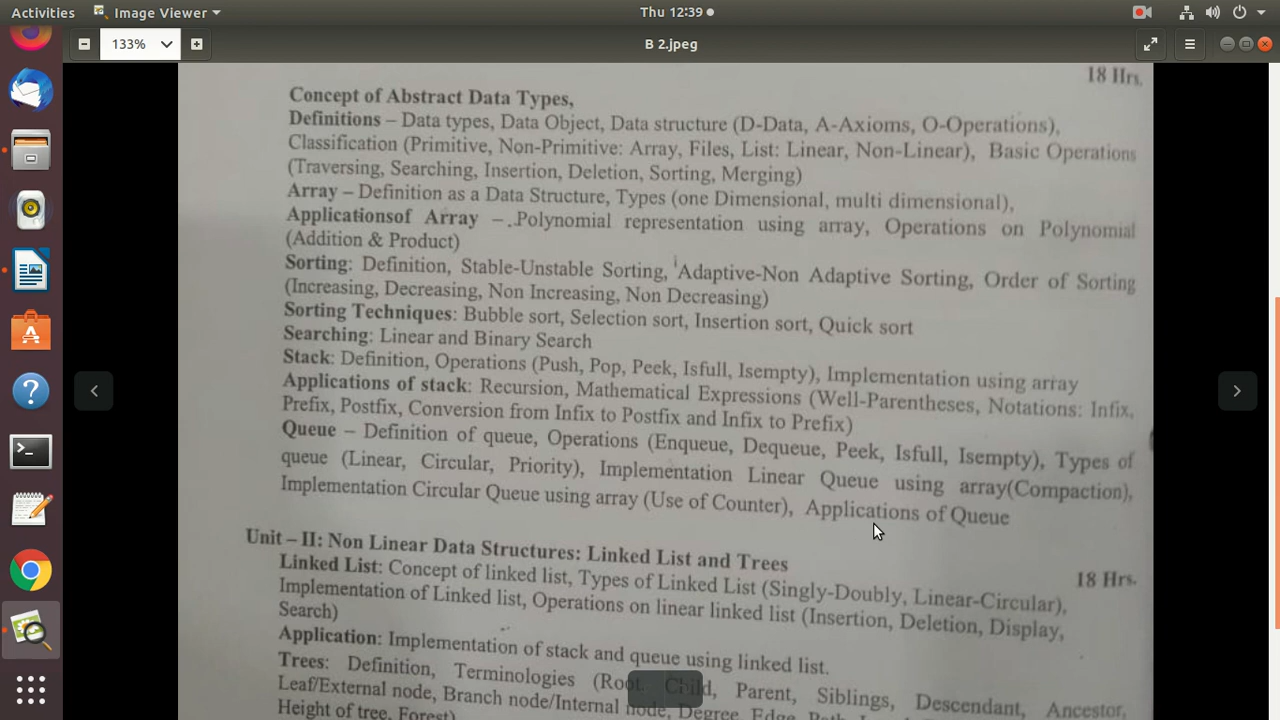 Activities Image Viewer Thu 12:39
133% B 2.jpeg
18 Hrs.
Concept of Abstract Data Types,
Definitions – Data types, Data Object, Data structure (D-Data, A-Axioms, O-Operations),
Classification (Primitive, Non-Primitive: Array, Files, List: Linear, Non-Linear), Basic Operations
(Traversing, Searching, Insertion, Deletion, Sorting, Merging)
Array – Definition as a Data Structure, Types (one Dimensional, multi dimensional),
Applicationsof Array – .Polynomial representation using array, Operations on Polynomial
(Addition & Product)
Sorting: Definition, Stable-Unstable Sorting, Adaptive-Non Adaptive Sorting, Order of Sorting
(Increasing, Decreasing, Non Increasing, Non Decreasing)
Sorting Techniques: Bubble sort, Selection sort, Insertion sort, Quick sort
Searching: Linear and Binary Search
Stack: Definition, Operations (Push, Pop, Peek, Isfull, Isempty), Implementation using array
Applications of stack: Recursion, Mathematical Expressions (Well-Parentheses, Notations: Infix,
Prefix, Postfix, Conversion from Infix to Postfix and Infix to Prefix)
Queue – Definition of queue, Operations (Enqueue, Dequeue, Peek, Isfull, Isempty), Types of
queue (Linear, Circular, Priority), Implementation Linear Queue using array(Compaction),
Implementation Circular Queue using array (Use of Counter), Applications of Queue
Unit – II: Non Linear Data Structures: Linked List and Trees
18 Hrs.
Linked List: Concept of linked list, Types of Linked List (Singly-Doubly, Linear-Circular),
Implementation of Linked list, Operations on linear linked list (Insertion, Deletion, Display,
Search)
Application: Implementation of stack and queue using linked list.
Trees: Definition, Terminologies (Root, Child, Parent, Siblings, Descendant, Ancestor,
Leaf/External node, Branch node/Internal node, Degree, Edge, Path,
Height of tree, Forest)